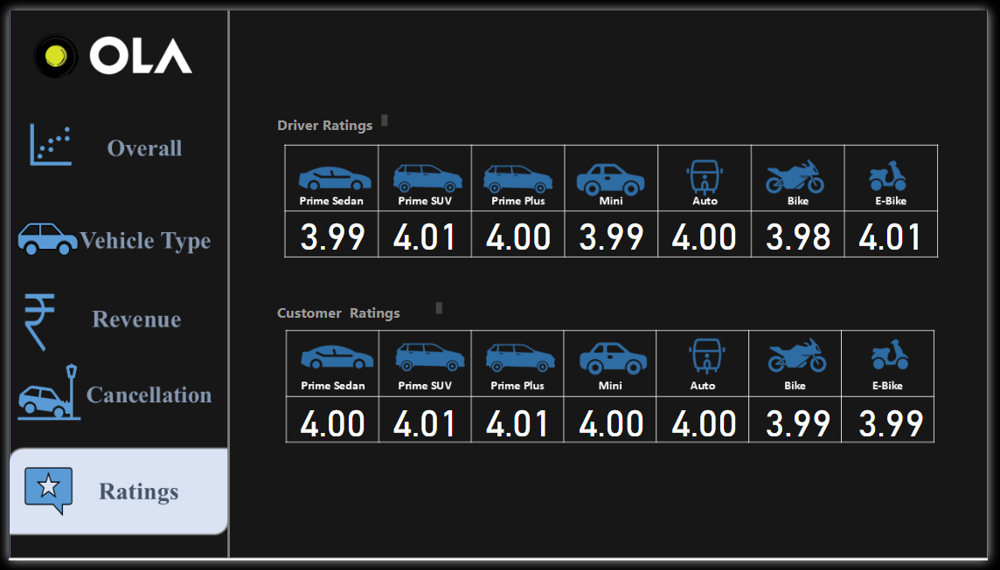 OLA
Overall
Vehicle Type
Revenue
Cancellation
Ratings
Driver Ratings
Prime Sedan Prime SUV Prime Plus Mini Auto Bike E-Bike
3.99 4.01 4.00 3.99 4.00 3.98 4.01
Customer Ratings
Prime Sedan Prime SUV Prime Plus Mini Auto Bike E-Bike
4.00 4.01 4.01 4.00 4.00 3.99 3.99